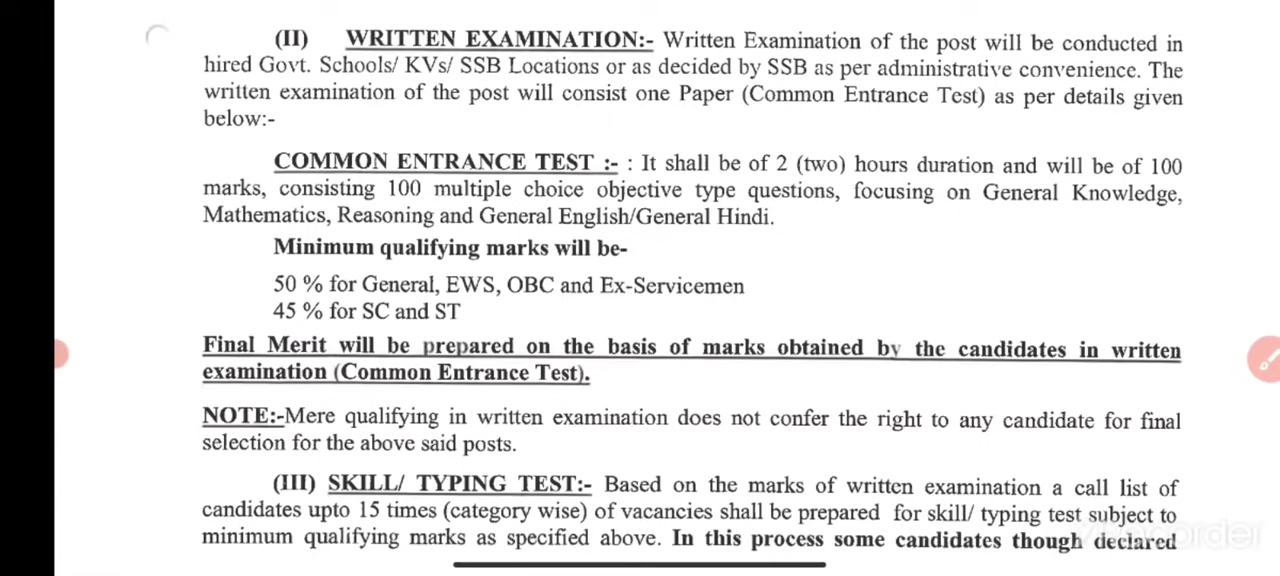 (II) WRITTEN EXAMINATION:- Written Examination of the post will be conducted in
hired Govt. Schools/ KVs/ SSB Locations or as decided by SSB as per administrative convenience. The
written examination of the post will consist one Paper (Common Entrance Test) as per details given
below:-
COMMON ENTRANCE TEST :- : It shall be of 2 (two) hours duration and will be of 100
marks, consisting 100 multiple choice objective type questions, focusing on General Knowledge,
Mathematics, Reasoning and General English/General Hindi.
Minimum qualifying marks will be-
50 % for General, EWS, OBC and Ex-Servicemen
45 % for SC and ST
Final Merit will be prepared on the basis of marks obtained by the candidates in written
examination (Common Entrance Test).
NOTE:-Mere qualifying in written examination does not confer the right to any candidate for final
selection for the above said posts.
(III) SKILL/ TYPING TEST:- Based on the marks of written examination a call list of
candidates upto 15 times (category wise) of vacancies shall be prepared for skill/ typing test subject to
minimum qualifying marks as specified above. In this process some candidates though declared